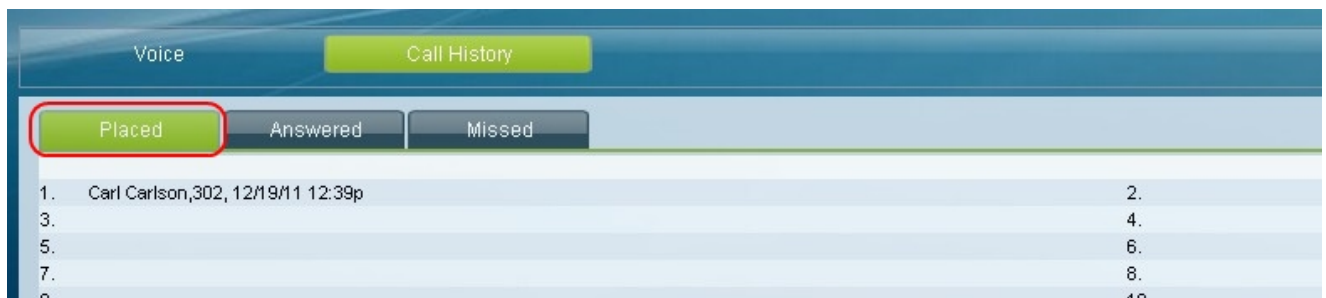 Voice Call History
Placed Answered Missed
1. Carl Carlson,302, 12/19/11 12:39p 2.
3. 4.
5. 6.
7. 8.